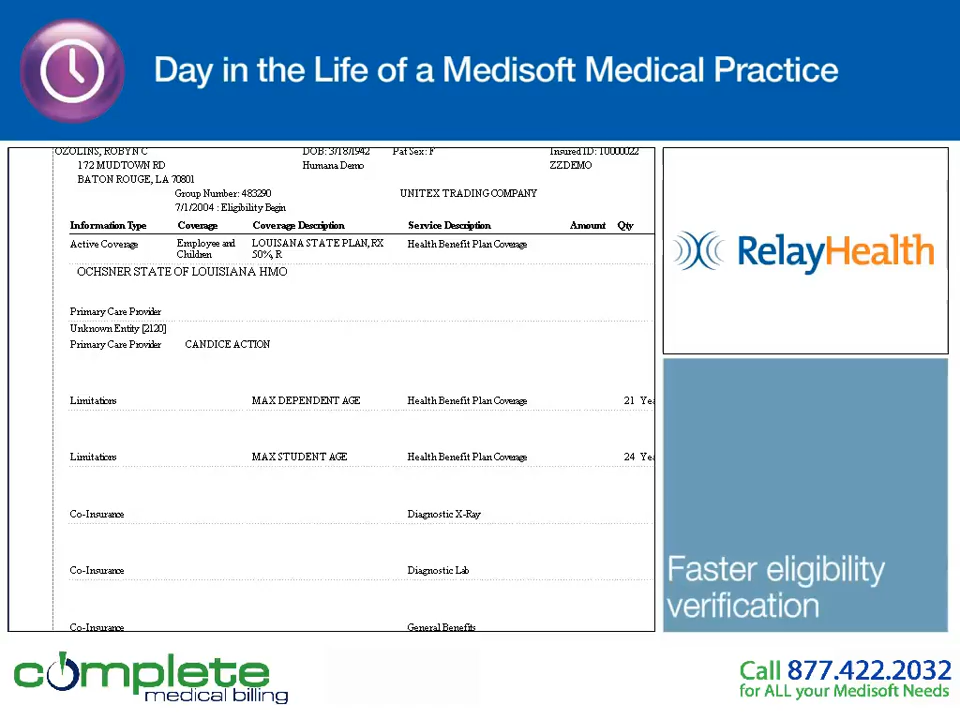 Day in the Life of a Medisoft Medical Practice
OZOLINS, ROBYN C DOB: 3/18/1942 Pat Sex: F Insured ID: 10000022
172 MUDTOWN RD Humana Demo ZZDEMO
BATON ROUGE, LA 70801
Group Number: 483290 UNITEX TRADING COMPANY
7/1/2004 : Eligibility Begin
Information Type Coverage Coverage Description Service Description Amount Qty
Active Coverage Employee and LOUISANA STATE PLAN, RX Health Benefit Plan Coverage
Children 50%, R
OCHSNER STATE OF LOUISIANA HMO
Primary Care Provider
Unknown Entity [2120]
Primary Care Provider CANDICE ACTION
Limitations MAX DEPENDENT AGE Health Benefit Plan Coverage 21 Yea
Limitations MAX STUDENT AGE Health Benefit Plan Coverage 24 Yea
Co-Insurance Diagnostic X-Ray
Co-Insurance Diagnostic Lab
Co-Insurance General Benefits
RelayHealth
Faster eligibility
verification
complete
medical billing
Call 877.422.2032
for ALL your Medisoft Needs